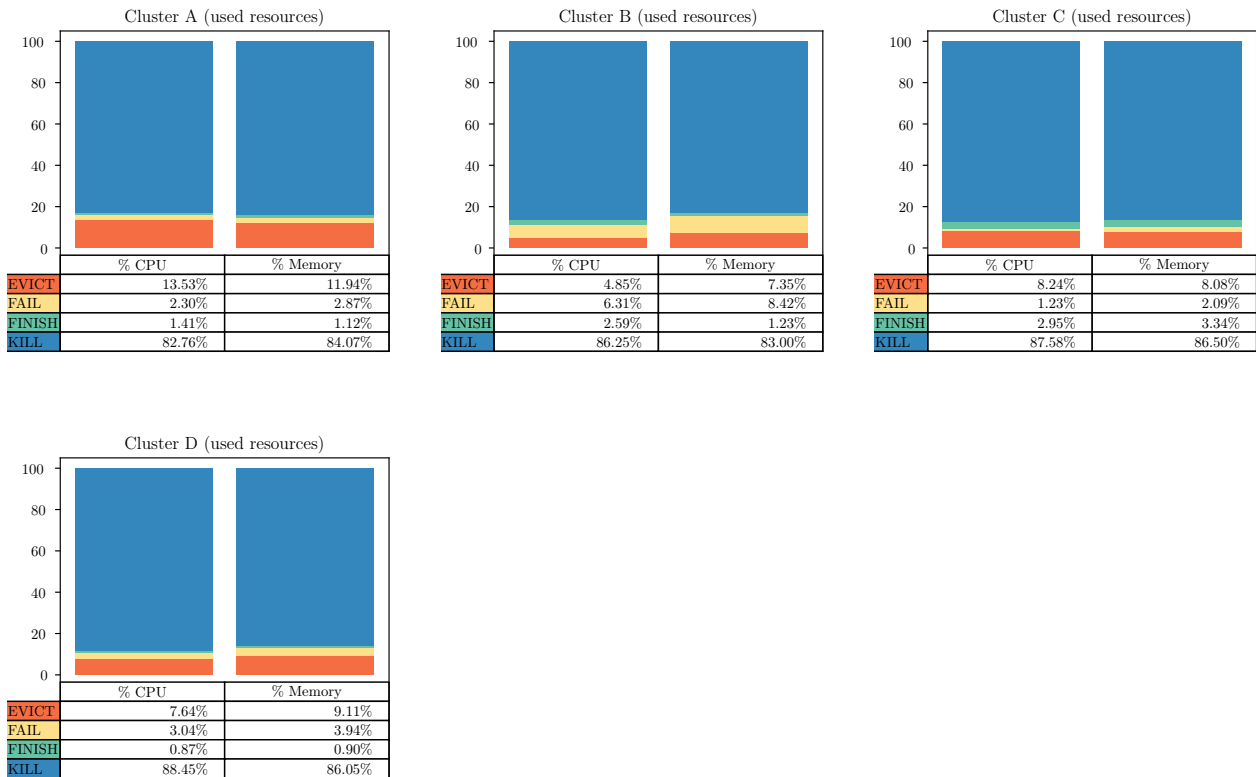 Cluster A (used resources)
100
80
60
40
20
0
% CPU % Memory
EVICT 13.53% 11.94%
FAIL 2.30% 2.87%
FINISH 1.41% 1.12%
KILL 82.76% 84.07%
Cluster B (used resources)
100
80
60
40
20
0
% CPU % Memory
EVICT 4.85% 7.35%
FAIL 6.31% 8.42%
FINISH 2.59% 1.23%
KILL 86.25% 83.00%
Cluster C (used resources)
100
80
60
40
20
0
% CPU % Memory
EVICT 8.24% 8.08%
FAIL 1.23% 2.09%
FINISH 2.95% 3.34%
KILL 87.58% 86.50%
Cluster D (used resources)
100
80
60
40
20
0
% CPU % Memory
EVICT 7.64% 9.11%
FAIL 3.04% 3.94%
FINISH 0.87% 0.90%
KILL 88.45% 86.05%